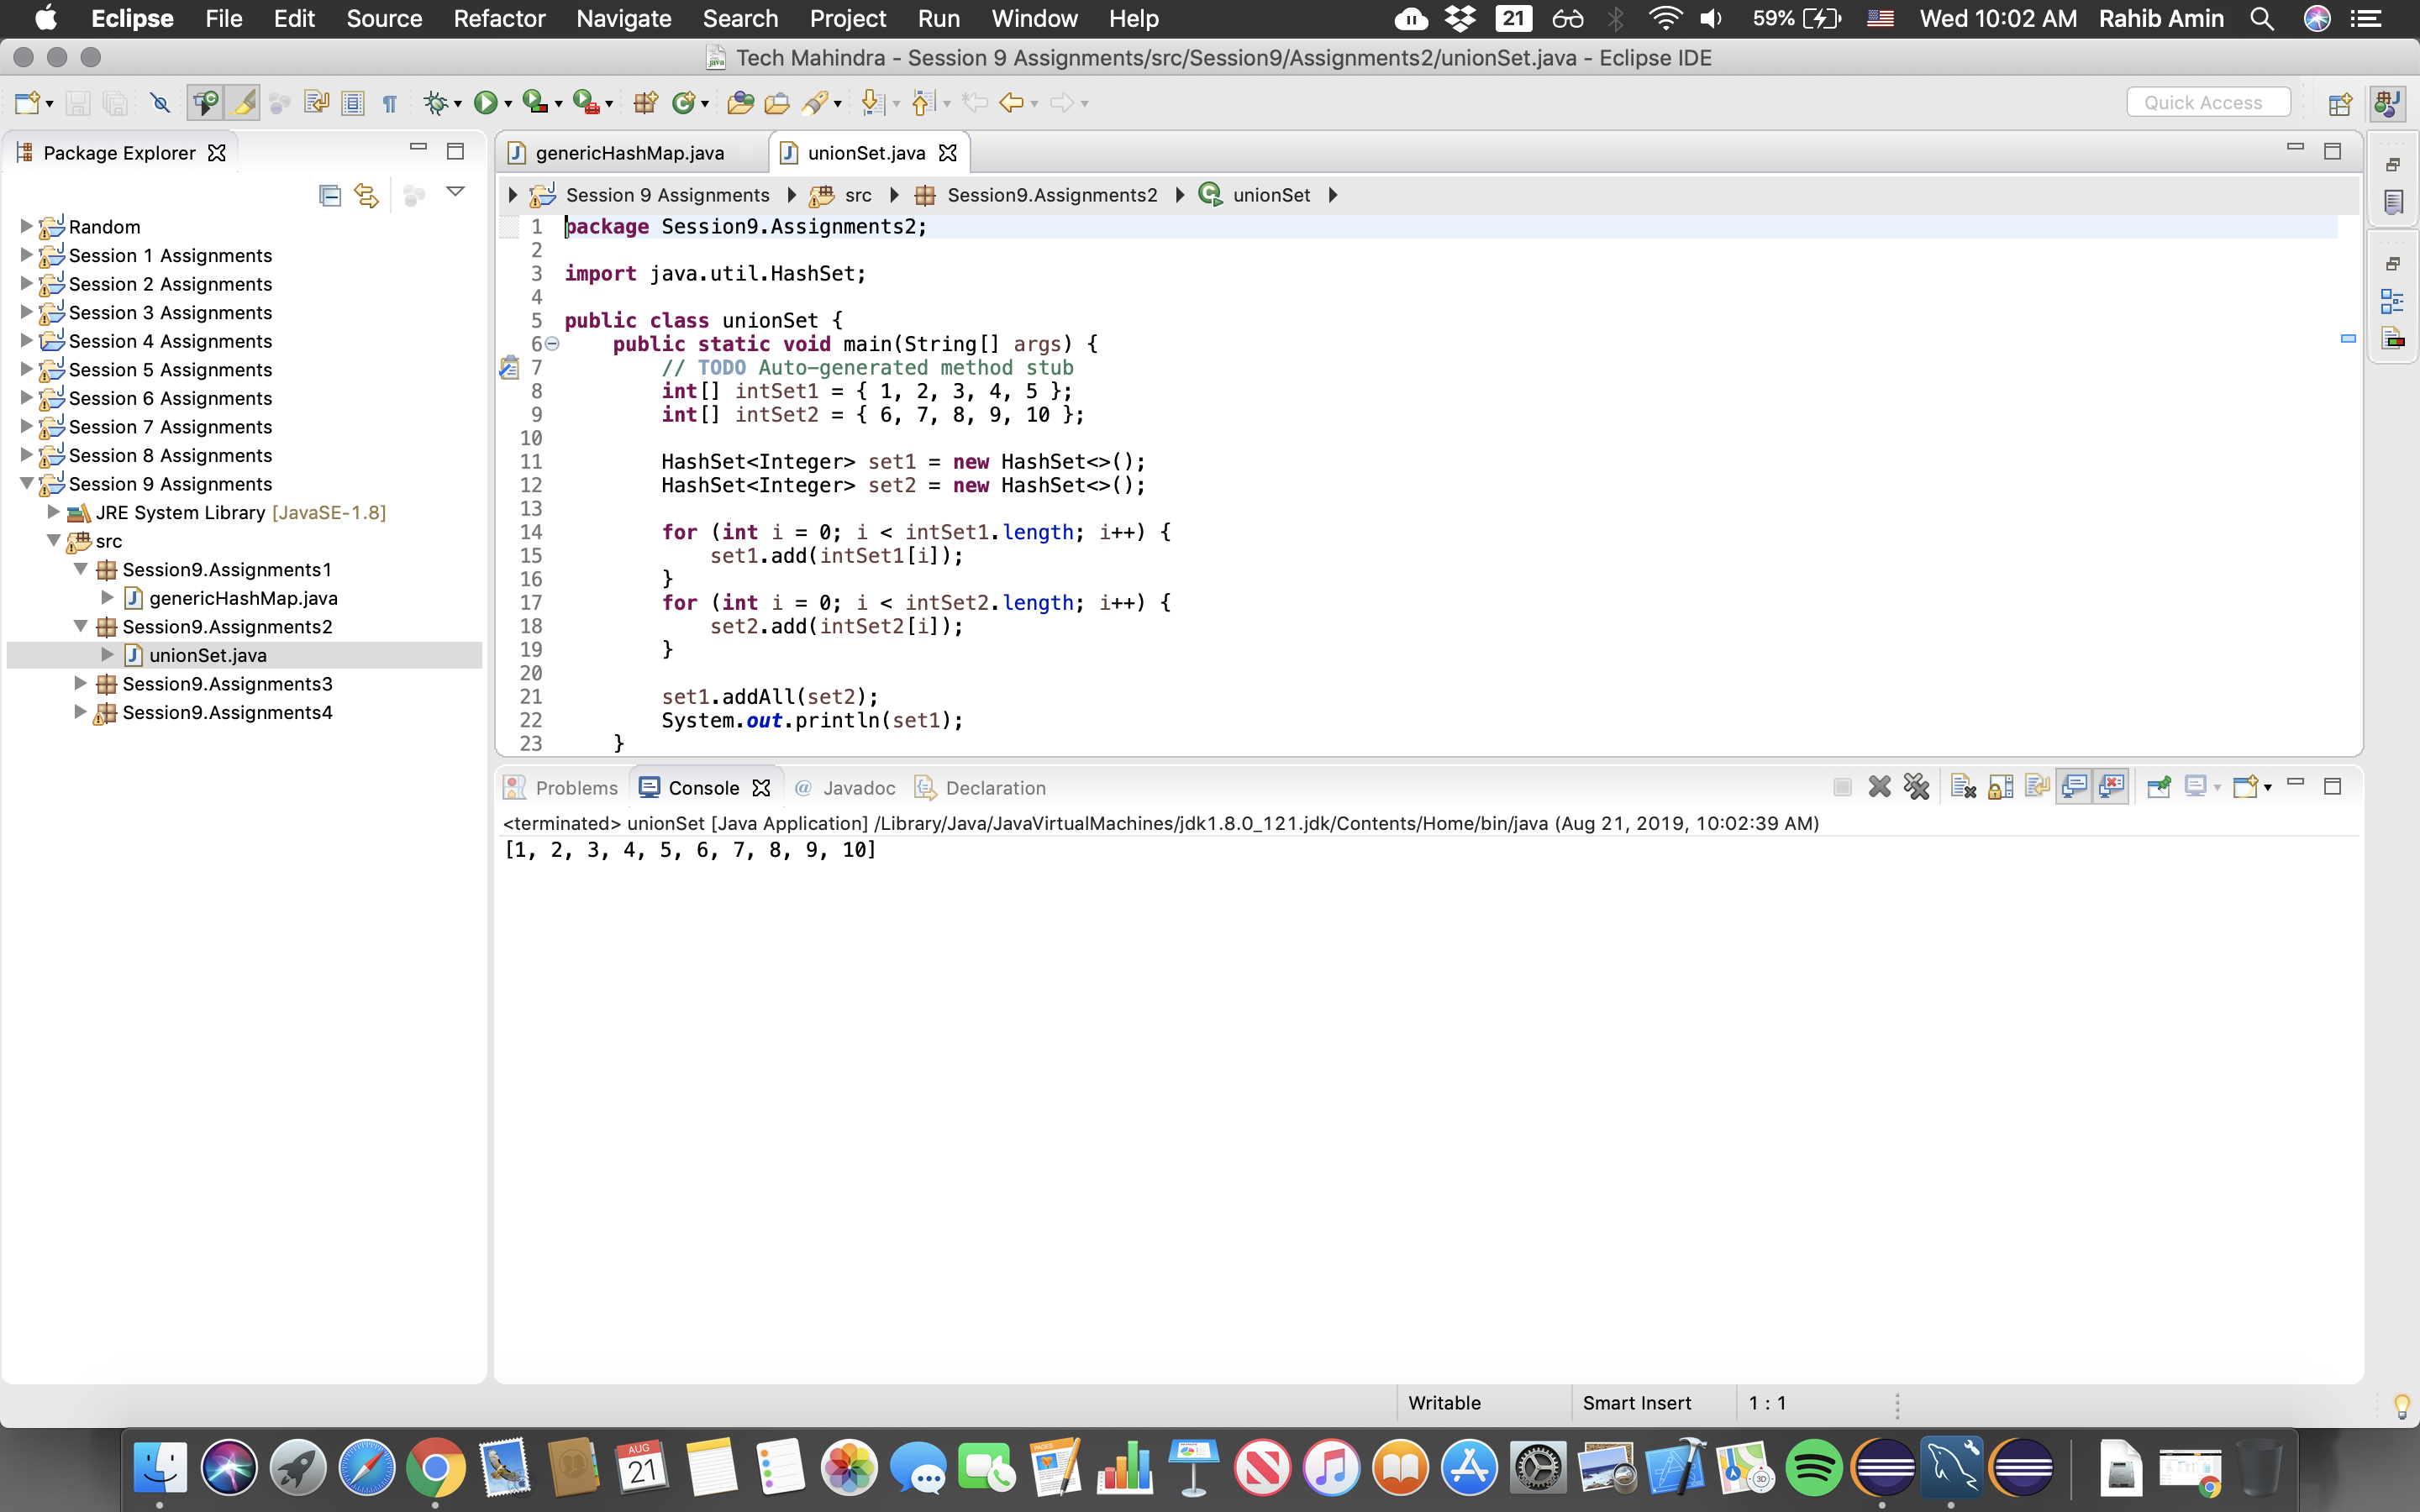 Eclipse File Edit Source Refactor Navigate Search Project Run Window Help 21 59% Wed 10:02 AM Rahib Amin
Tech Mahindra - Session 9 Assignments/src/Session9/Assignments2/unionSet.java - Eclipse IDE
Quick Access
Package Explorer
Random
Session 1 Assignments
Session 2 Assignments
Session 3 Assignments
Session 4 Assignments
Session 5 Assignments
Session 6 Assignments
Session 7 Assignments
Session 8 Assignments
Session 9 Assignments
JRE System Library [JavaSE-1.8]
src
Session9.Assignments1
genericHashMap.java
Session9.Assignments2
unionSet.java
Session9.Assignments3
Session9.Assignments4
genericHashMap.java unionSet.java
Session 9 Assignments src Session9.Assignments2 unionSet
1 package Session9.Assignments2;
2
3 import java.util.HashSet;
4
5 public class unionSet {
6 public static void main(String[] args) {
7 // TODO Auto-generated method stub
8 int[] intSet1 = { 1, 2, 3, 4, 5 };
9 int[] intSet2 = { 6, 7, 8, 9, 10 };
10
11 HashSet<Integer> set1 = new HashSet<>();
12 HashSet<Integer> set2 = new HashSet<>();
13
14 for (int i = 0; i < intSet1.length; i++) {
15 set1.add(intSet1[i]);
16 }
17 for (int i = 0; i < intSet2.length; i++) {
18 set2.add(intSet2[i]);
19 }
20
21 set1.addAll(set2);
22 System.out.println(set1);
23 }
Problems Console @ Javadoc Declaration
<terminated> unionSet [Java Application] /Library/Java/JavaVirtualMachines/jdk1.8.0_121.jdk/Contents/Home/bin/java (Aug 21, 2019, 10:02:39 AM)
[1, 2, 3, 4, 5, 6, 7, 8, 9, 10]
Writable Smart Insert 1 : 1
AUG
21
PAGES
3D